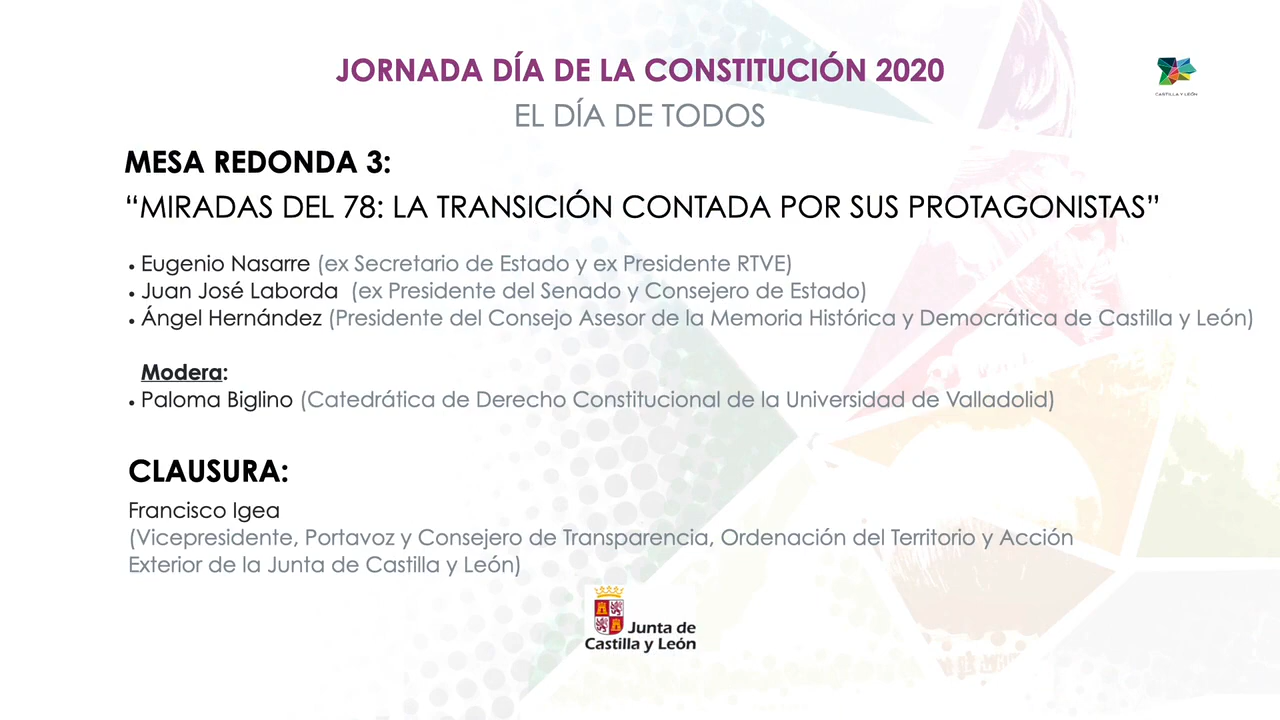 JORNADA DÍA DE LA CONSTITUCIÓN 2020
EL DÍA DE TODOS
CASTILLA Y LEÓN
MESA REDONDA 3:
“MIRADAS DEL 78: LA TRANSICIÓN CONTADA POR SUS PROTAGONISTAS”
• Eugenio Nasarre (ex Secretario de Estado y ex Presidente RTVE)
• Juan José Laborda (ex Presidente del Senado y Consejero de Estado)
• Ángel Hernández (Presidente del Consejo Asesor de la Memoria Histórica y Democrática de Castilla y León)
Modera:
• Paloma Biglino (Catedrática de Derecho Constitucional de la Universidad de Valladolid)
CLAUSURA:
Francisco Igea
(Vicepresidente, Portavoz y Consejero de Transparencia, Ordenación del Territorio y Acción
Exterior de la Junta de Castilla y León)
Junta de
Castilla y León